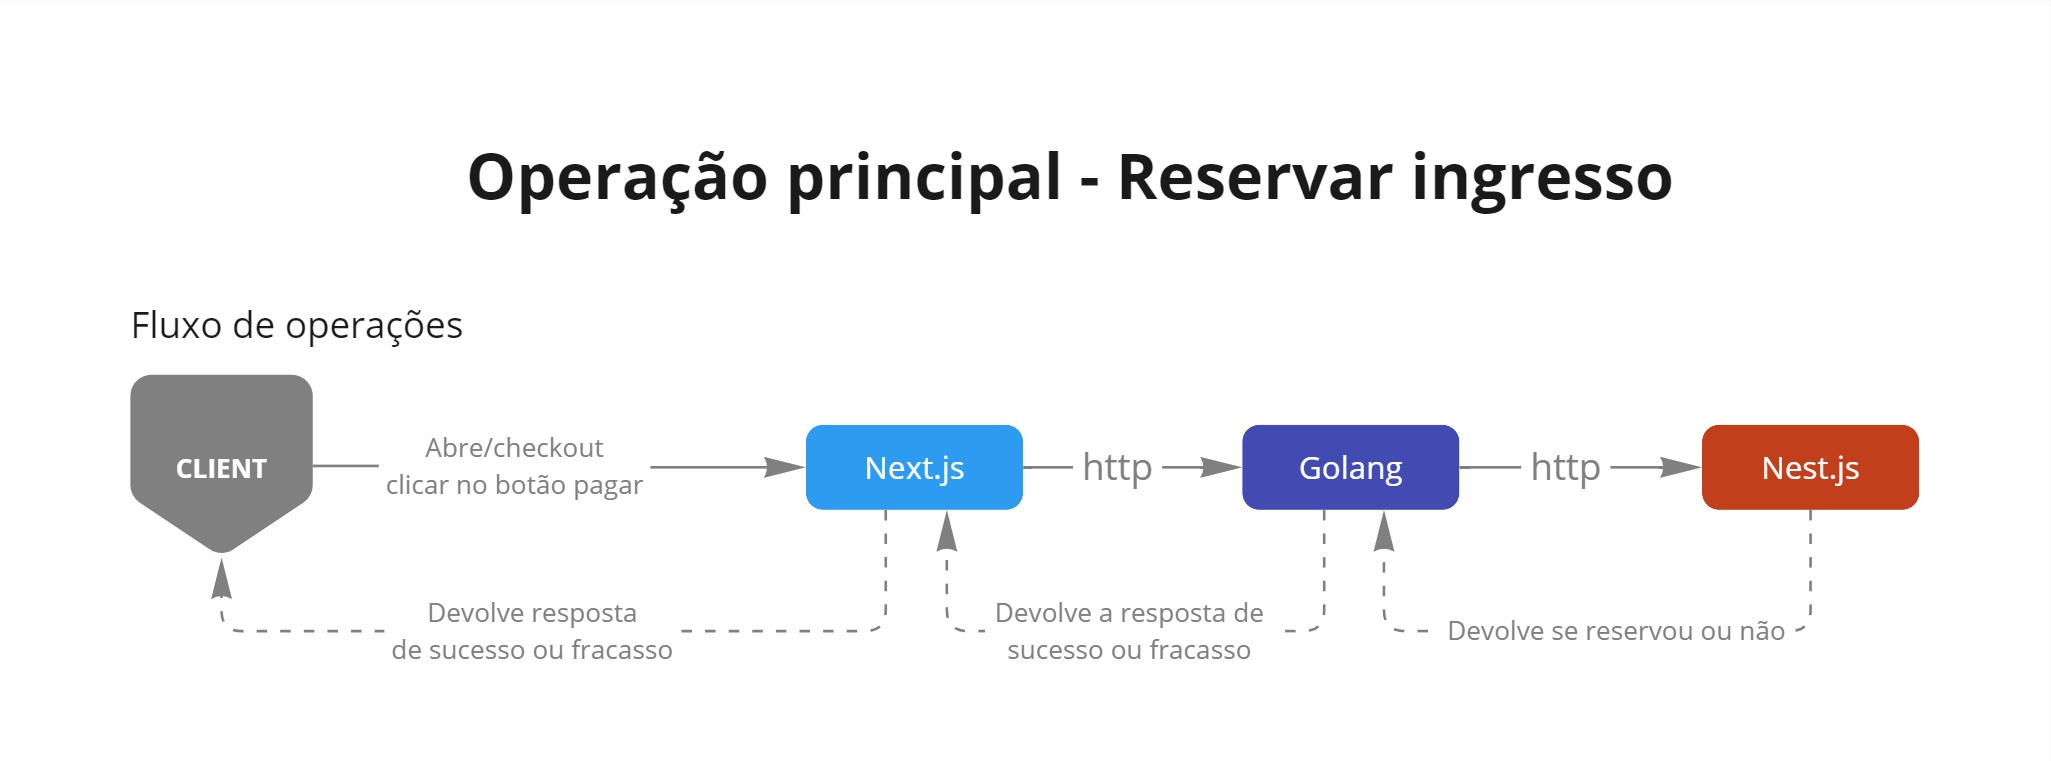 Operação principal - Reservar ingresso
Fluxo de operações
CLIENT
Abre/checkout
clicar no botão pagar
Next.js
http
Golang
http
Nest.js
Devolve resposta
de sucesso ou fracasso
Devolve a resposta de
sucesso ou fracasso
Devolve se reservou ou não